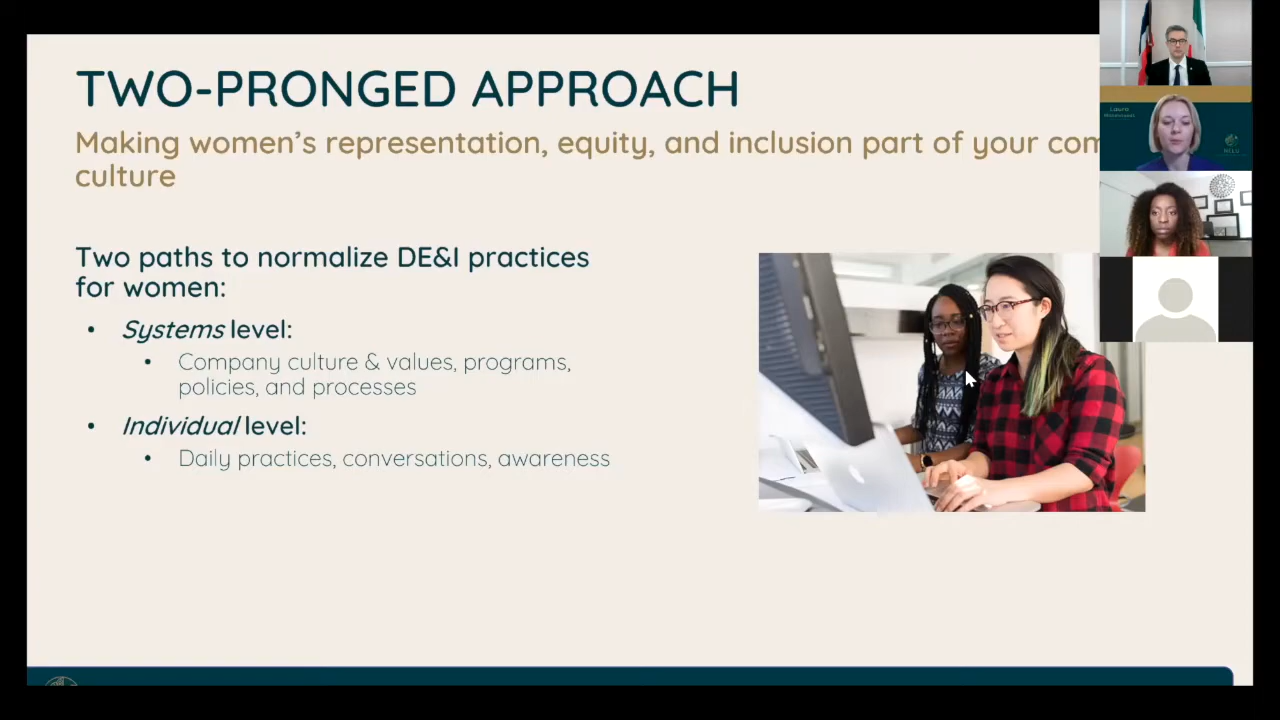 TWO-PRONGED APPROACH
Making women's representation, equity, and inclusion part of your com
culture
Two paths to normalize DE&I practices
for women:
• Systems level:
• Company culture & values, programs,
policies, and processes
• Individual level:
• Daily practices, conversations, awareness
Laura